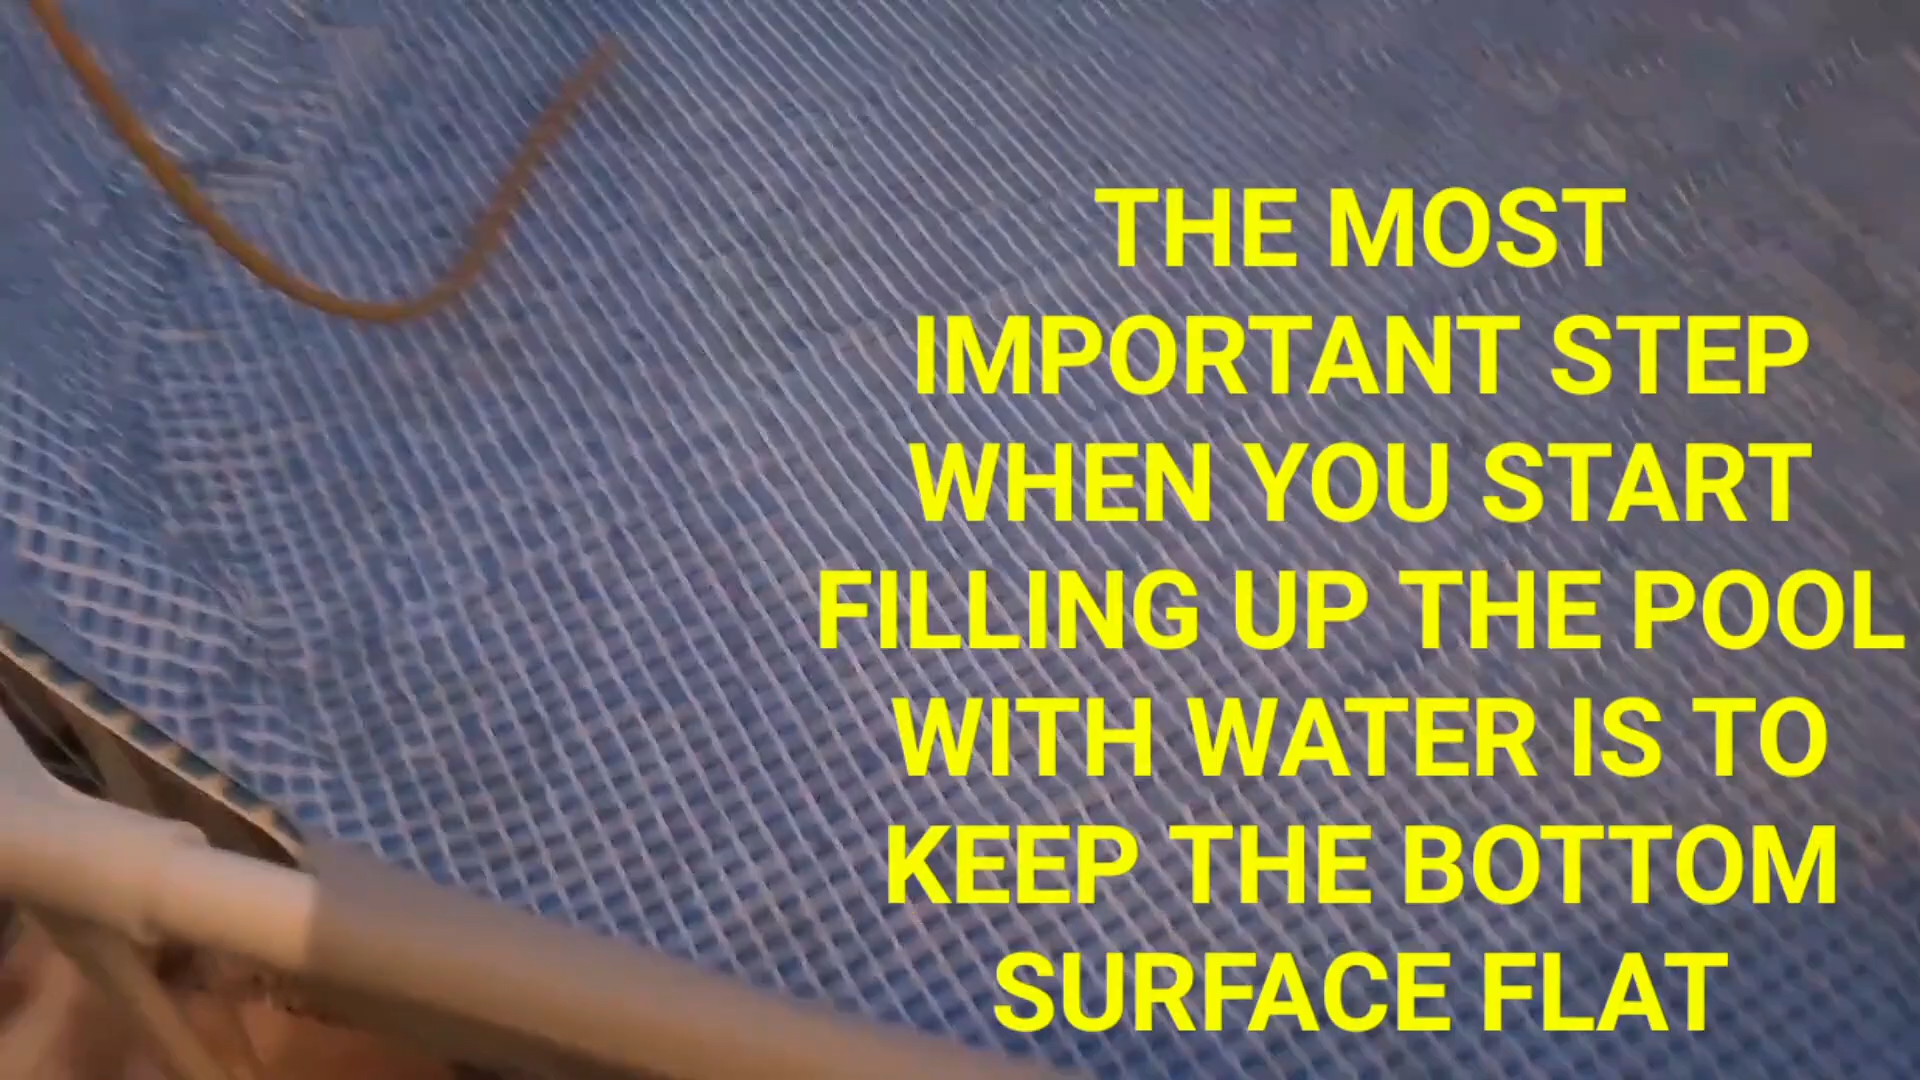 THE MOST
IMPORTANT STEP
WHEN YOU START
FILLING UP THE POOL
WITH WATER IS TO
KEEP THE BOTTOM
SURFACE FLAT